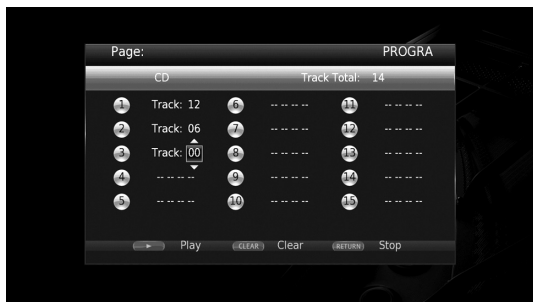 Page: PROGRA
CD Track Total: 14
1 Track: 12 6 -- -- -- -- 11 -- -- -- --
2 Track: 06 7 -- -- -- -- 12 -- -- -- --
3 Track: 00 8 -- -- -- -- 13 -- -- -- --
4 -- -- -- -- 9 -- -- -- -- 14 -- -- -- --
5 -- -- -- -- 10 -- -- -- -- 15 -- -- -- --
Play CLEAR Clear RETURN Stop